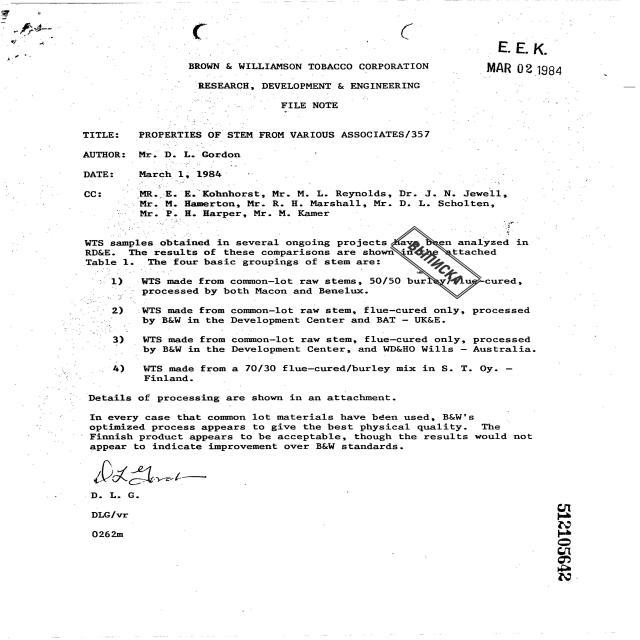 E. E. K.
MAR 02 1984
BROWN & WILLIAMSON TOBACCO CORPORATION
RESEARCH, DEVELOPMENT & ENGINEERING
FILE NOTE
TITLE: PROPERTIES OF STEM FROM VARIOUS ASSOCIATES/357
AUTHOR: Mr. D. L. Gordon
DATE: March 1, 1984
CC: MR. E. E. Kohnhorst, Mr. M. L. Reynolds, Dr. J. N. Jewell,
Mr. M. Hamerton, Mr. R. H. Marshall, Mr. D. L. Scholten,
Mr. P. H. Harper, Mr. M. Kamer
WTS samples obtained in several ongoing projects have been analyzed in
RD&E. The results of these comparisons are shown in the attached
Table 1. The four basic groupings of stem are:
ВЫПИСКА
1) WTS made from common-lot raw stems, 50/50 burley/flue-cured,
processed by both Macon and Benelux.
2) WTS made from common-lot raw stem, flue-cured only, processed
by B&W in the Development Center and BAT - UK&E.
3) WTS made from common-lot raw stem, flue-cured only, processed
by B&W in the Development Center, and WD&HO Wills - Australia.
4) WTS made from a 70/30 flue-cured/burley mix in S. T. Oy. -
Finland.
Details of processing are shown in an attachment.
In every case that common lot materials have been used, B&W's
optimized process appears to give the best physical quality. The
Finnish product appears to be acceptable, though the results would not
appear to indicate improvement over B&W standards.
D L Gordon
D. L. G.
DLG/vr
0262m
512105642